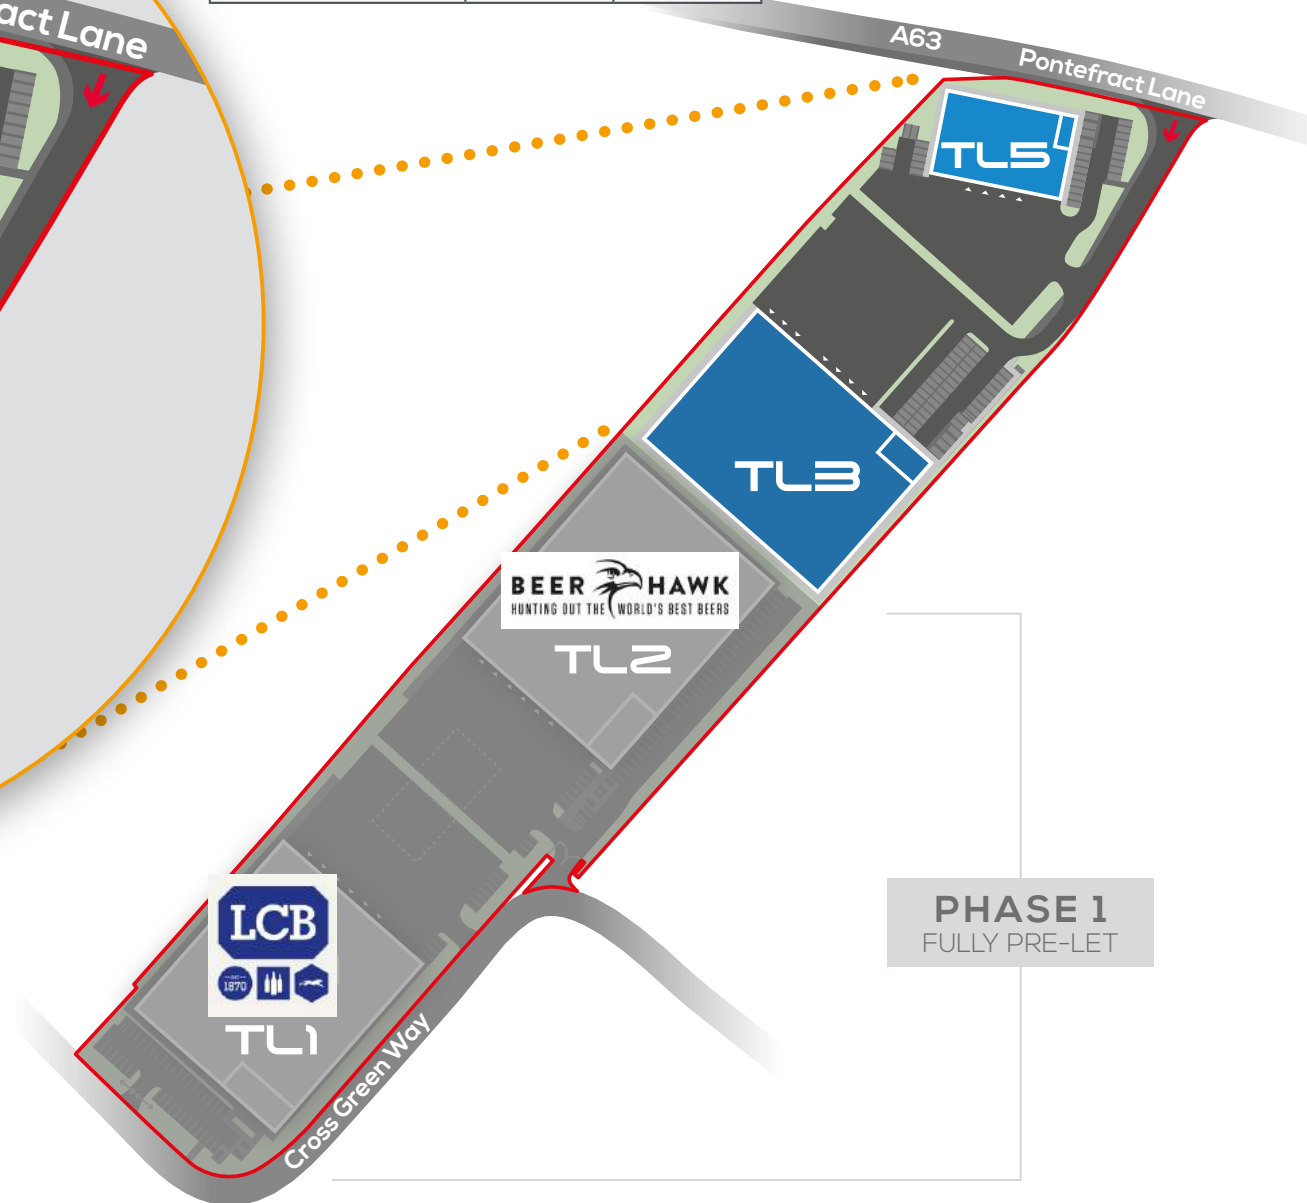 act Lane
A63
Pontefract Lane
TL5
TL3
BEER HAWK
HUNTING OUT THE WORLD'S BEST BEERS
TL2
LCB
EST
1870
TL1
Cross Green Way
PHASE 1
FULLY PRE-LET